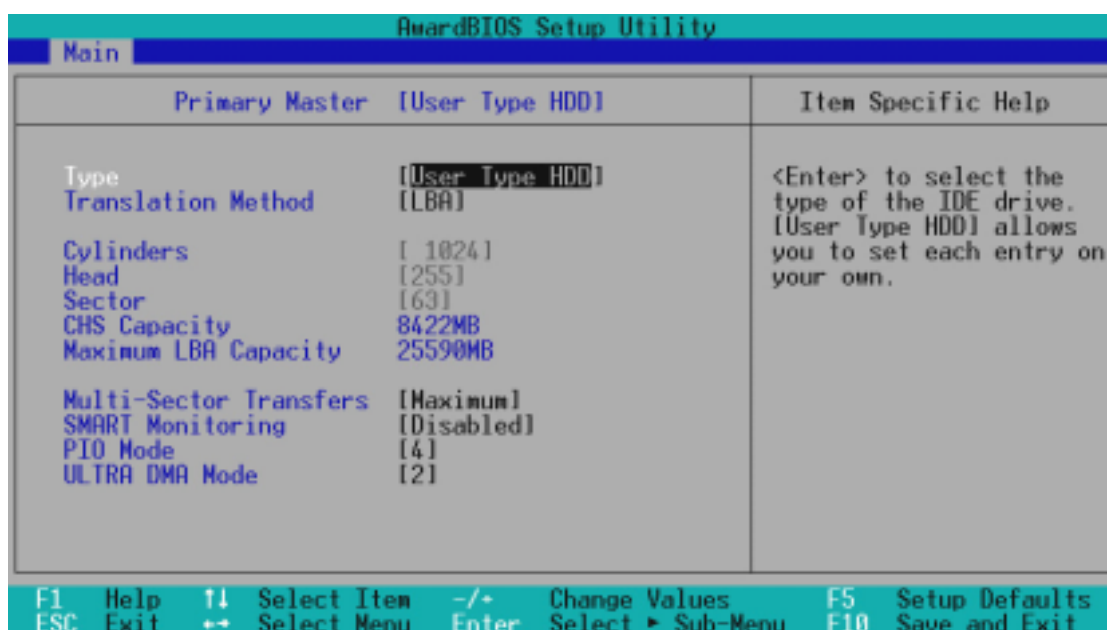 AwardBIOS Setup Utility
Main
Primary Master [User Type HDD] Item Specific Help
Type [User Type HDD]
Translation Method [LBA]
Cylinders [ 1024]
Head [255]
Sector [63]
CHS Capacity 8422MB
Maximum LBA Capacity 25590MB
Multi-Sector Transfers [Maximum]
SMART Monitoring [Disabled]
PIO Mode [4]
ULTRA DMA Mode [2]
<Enter> to select the
type of the IDE drive.
[User Type HDD] allows
you to set each entry on
your own.
F1 Help ↑↓ Select Item -/+ Change Values F5 Setup Defaults
ESC Exit ←→ Select Menu Enter Select ► Sub-Menu F10 Save and Exit